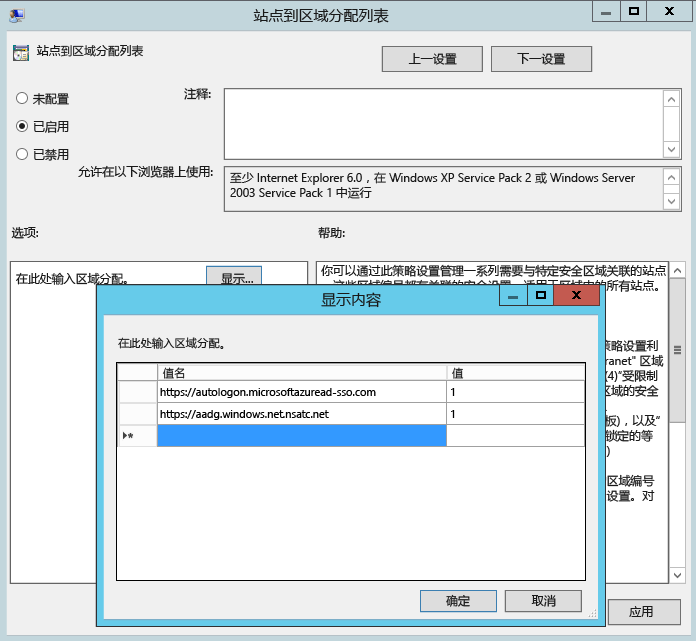 站点到区域分配列表
站点到区域分配列表
上一设置
下一设置
未配置
注释:
已启用
已禁用
允许在以下浏览器上使用:
至少 Internet Explorer 6.0，在 Windows XP Service Pack 2 或 Windows Server
2003 Service Pack 1 中运行
选项:
帮助:
在此处输入区域分配。
显示...
你可以通过此策略设置管理一系列需要与特定安全区域关联的站点
显示内容
所有站点。
在此处输入区域分配。
值名
值
https://autologon.microsoftazuread-sso.com
1
https://aadg.windows.net.nsatc.net
1
策略设置利
ranet" 区域
(4)"受限制
区域的安全
板)，以及"
锁定的等
)
区域编号
设置。对
确定
取消
应用